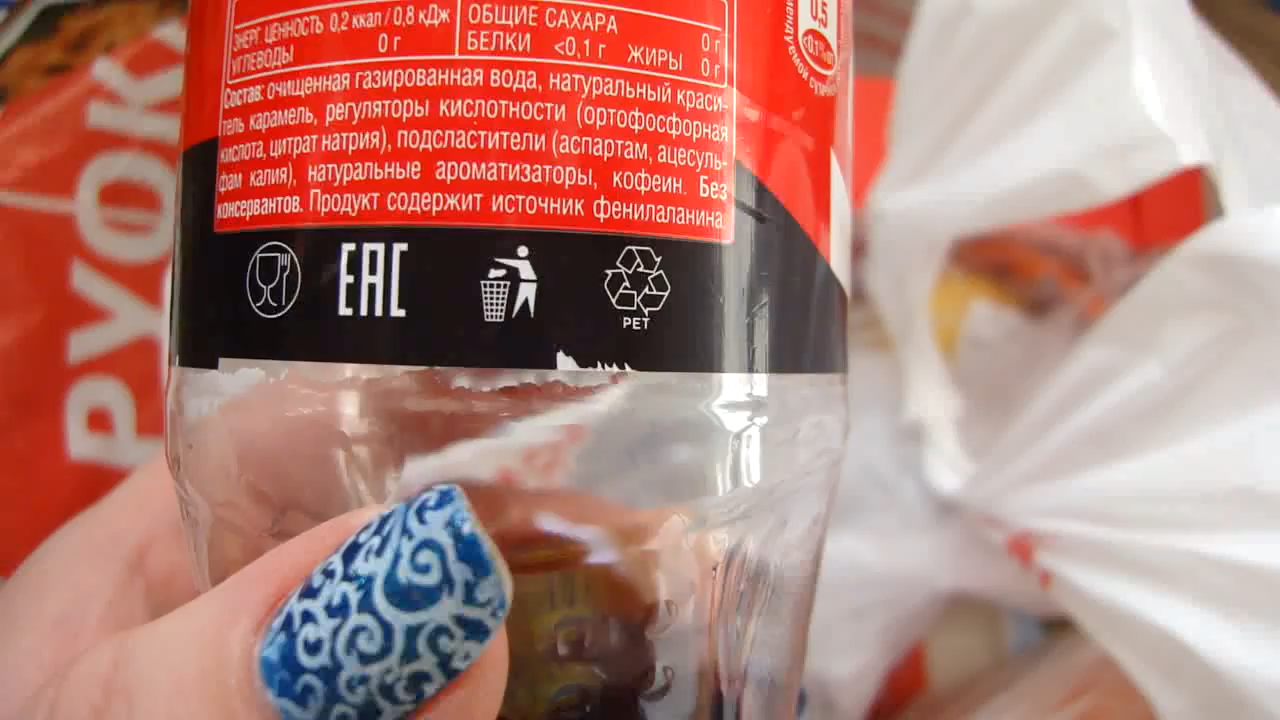 ЭНЕРГ. ЦЕННОСТЬ 0,2 ккал / 0,8 кДж
УГЛЕВОДЫ 0 г
ОБЩИЕ САХАРА 0 г
БЕЛКИ <0,1 г ЖИРЫ 0 г
Состав: очищенная газированная вода, натуральный краси-
тель карамель, регуляторы кислотности (ортофосфорная
кислота, цитрат натрия), подсластители (аспартам, ацесуль-
фам калия), натуральные ароматизаторы, кофеин. Без
консервантов. Продукт содержит источник фенилаланина
EAC
PET
0,5
РУОК